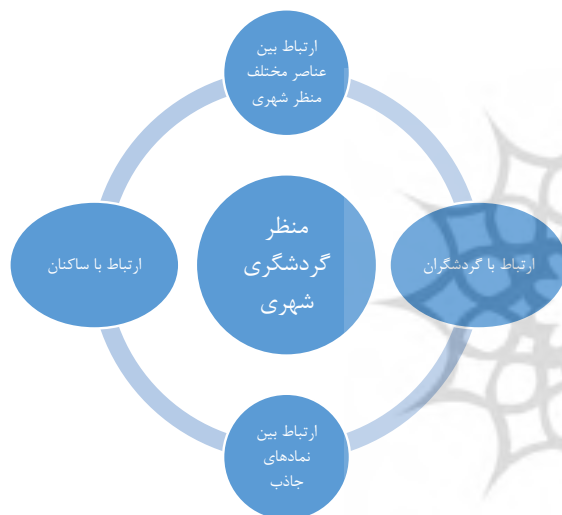 ارتباط بین
عناصر مختلف
منظر شهری
منظر
گردشگری
شهری
ارتباط با گردشگران
ارتباط با ساکنان
ارتباط بین
نمادهای
جاذب